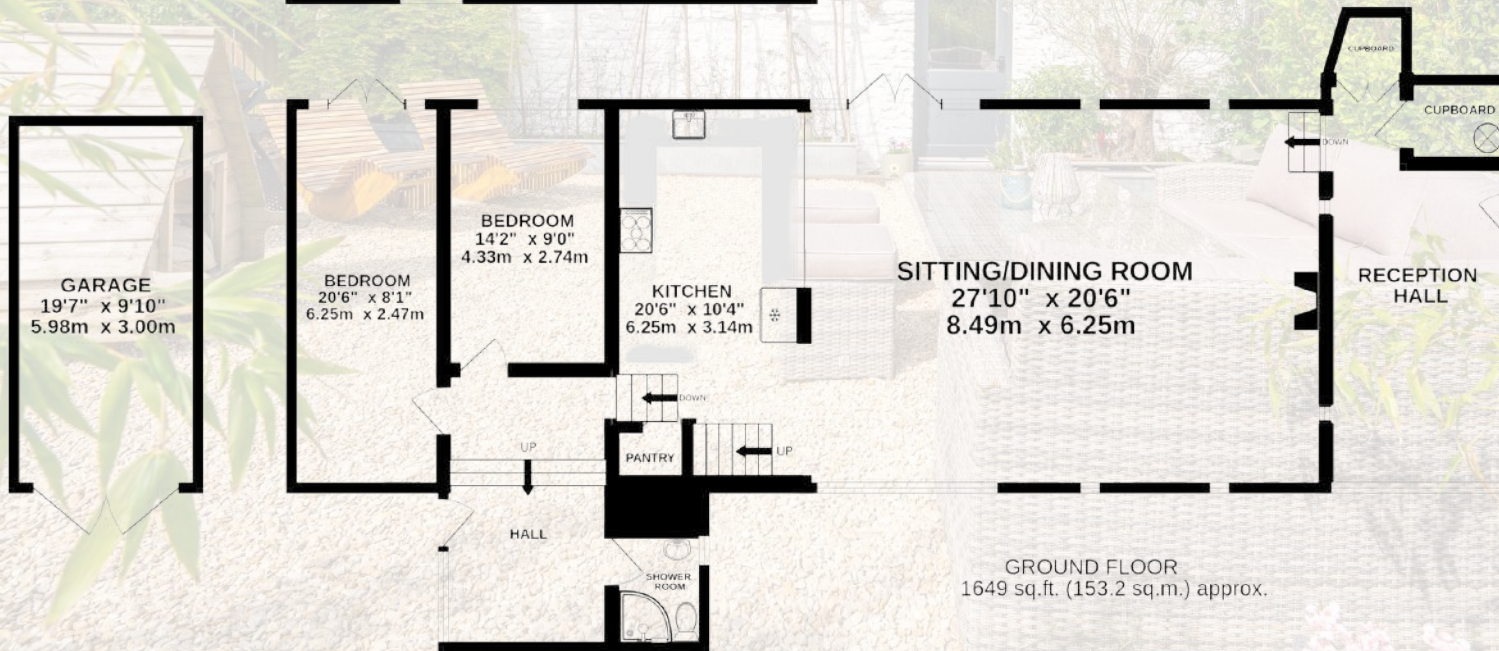 CUPBOARD
CUPBOARD
DOWN
GARAGE
19'7" x 9'10"
5.98m x 3.00m
BEDROOM
20'6" x 8'1"
6.25m x 2.47m
BEDROOM
14'2" x 9'0"
4.33m x 2.74m
KITCHEN
20'6" x 10'4"
6.25m x 3.14m
SITTING/DINING ROOM
27'10" x 20'6"
8.49m x 6.25m
RECEPTION
HALL
DOWN
UP
PANTRY
UP
HALL
SHOWER
ROOM
GROUND FLOOR
1649 sq.ft. (153.2 sq.m.) approx.